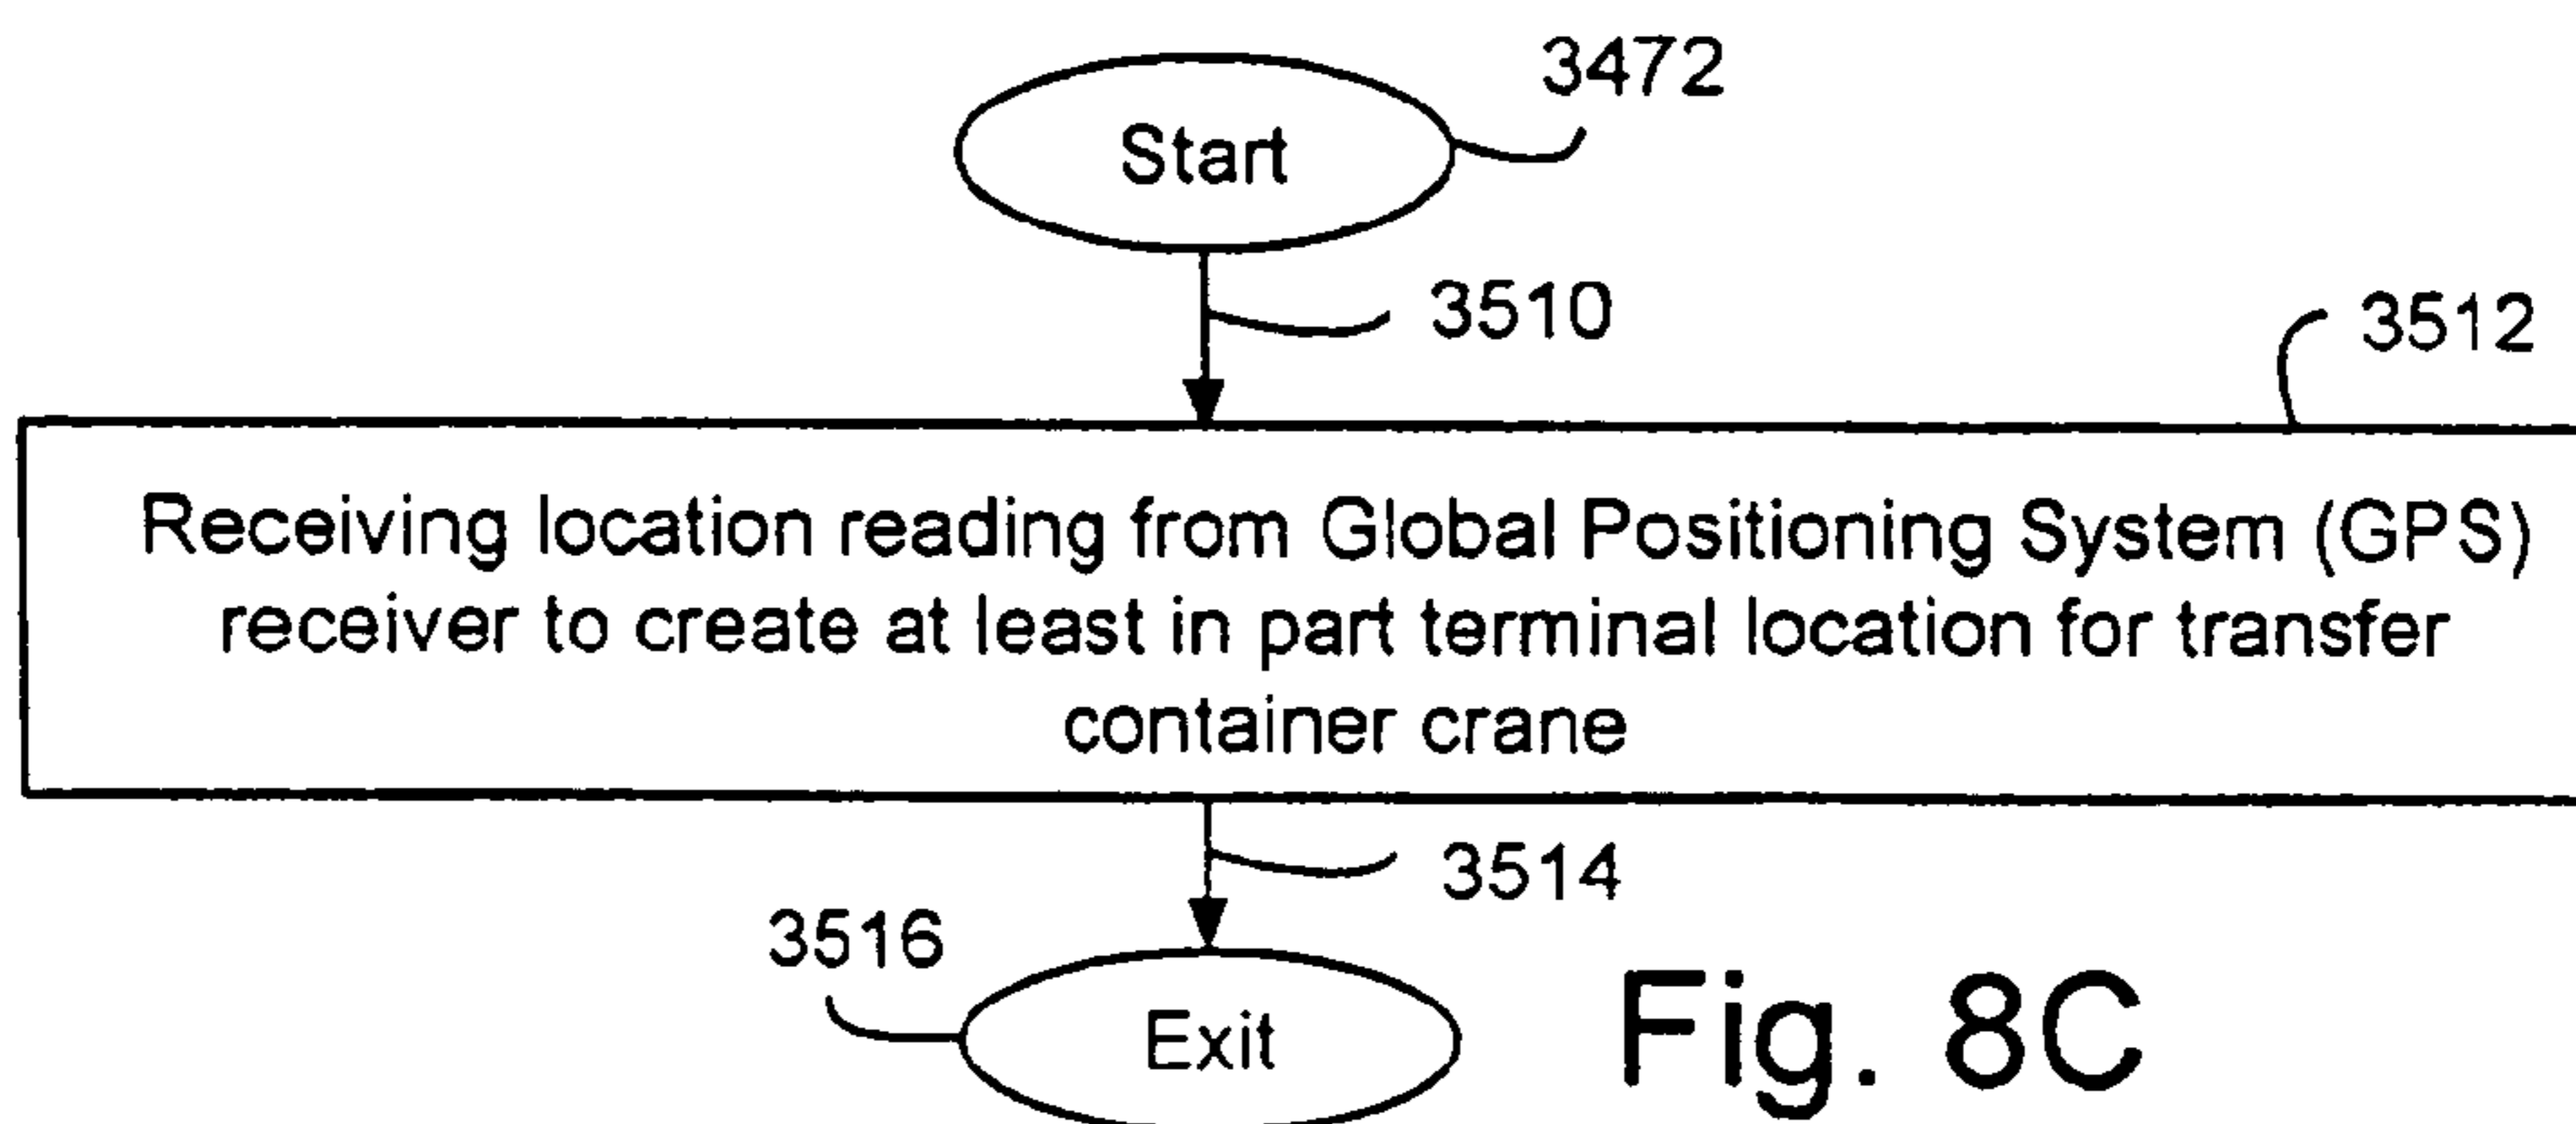 3472
Start
3510
3512
Receiving location reading from Global Positioning System (GPS)
receiver to create at least in part terminal location for transfer
container crane
3514
3516
Exit
Fig. 8C